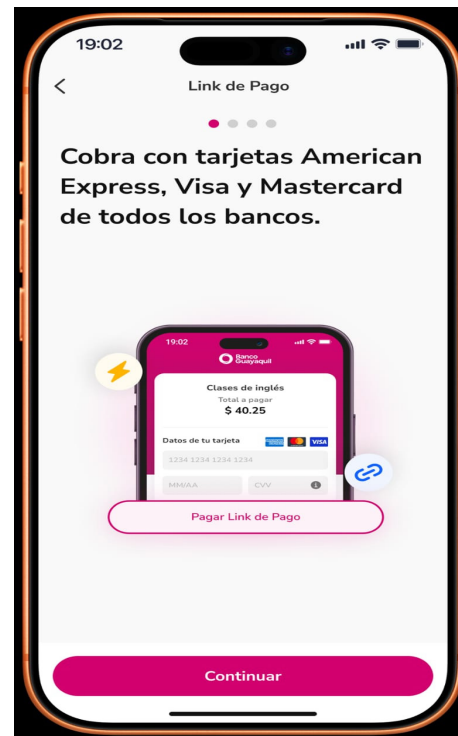 19:02
Link de Pago
Cobra con tarjetas American
Express, Visa y Mastercard
de todos los bancos.
19:02
Banco
Guayaquil
Clases de inglés
Total a pagar
$ 40.25
Datos de tu tarjeta
VISA
1234 1234 1234 1234
MM/AA CVV
Pagar Link de Pago
Continuar